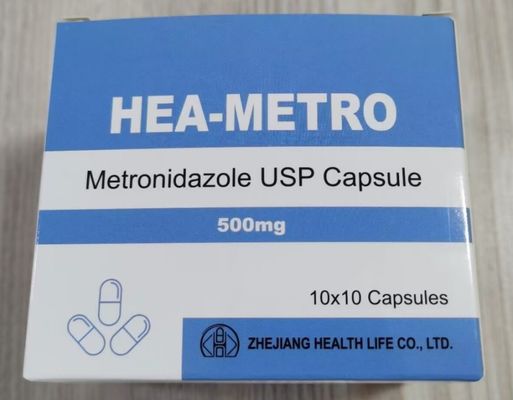 HEA-METRO
Metronidazole USP Capsule
500mg
10x10 Capsules
ZHEJIANG HEALTH LIFE CO., LTD.